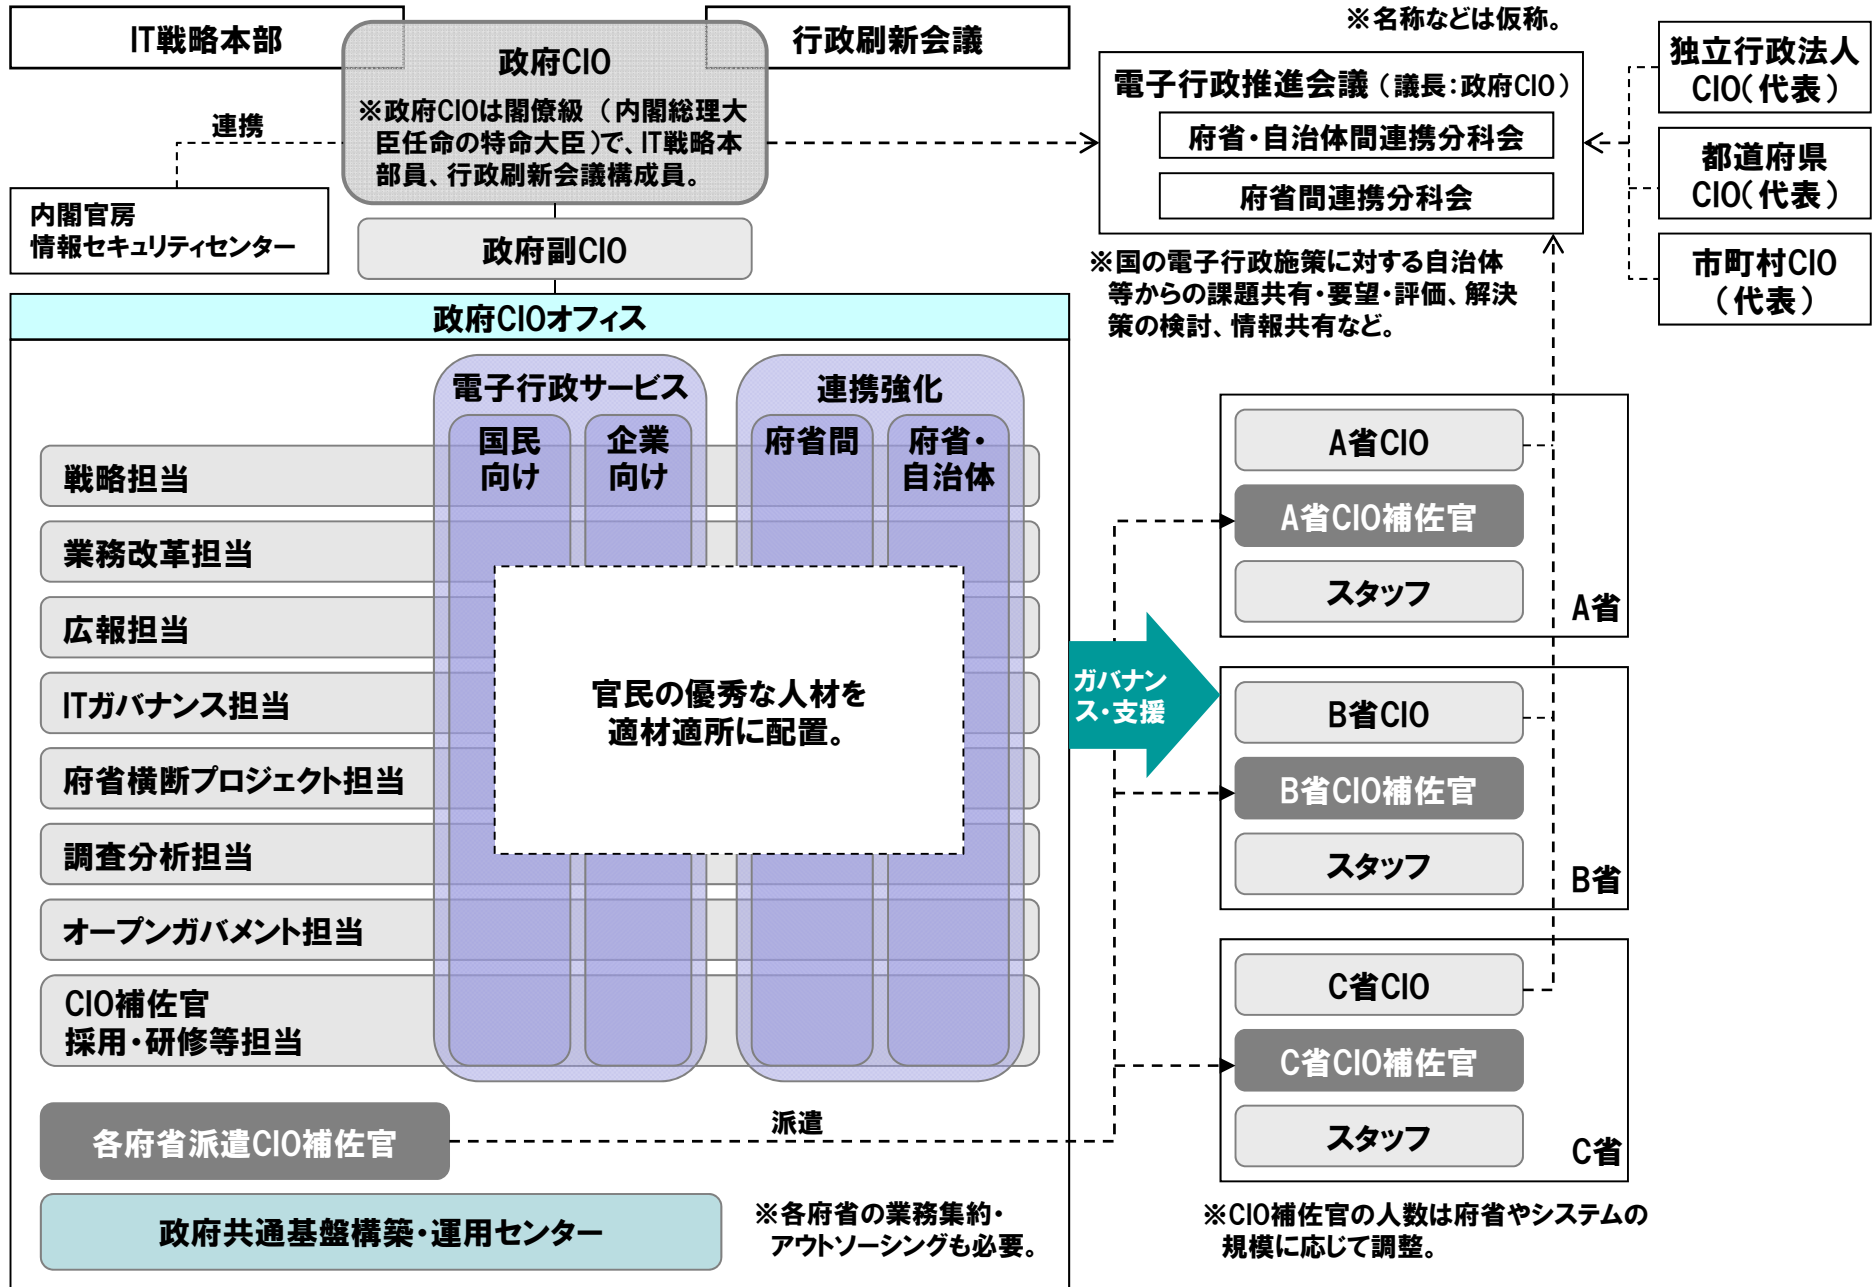 IT戦略本部
行政刷新会議
政府CIO
※政府CIOは閣僚級(内閣総理大
臣任命の特命大臣)で、IT戦略本
部員、行政刷新会議構成員。
連携
内閣官房
情報セキュリティセンター
政府副CIO
※名称などは仮称。
電子行政推進会議(議長:政府CIO)
府省・自治体間連携分科会
府省間連携分科会
独立行政法人
CIO(代表)
都道府県
CIO(代表)
市町村CIO
(代表)
※国の電子行政施策に対する自治体
等からの課題共有・要望・評価、解決
策の検討、情報共有など。
政府CIOオフィス
電子行政サービス
連携強化
国民
向け
企業
向け
府省間
府省・
自治体
戦略担当
業務改革担当
広報担当
ITガバナンス担当
府省横断プロジェクト担当
調査分析担当
オープンガバメント担当
CIO補佐官
採用・研修等担当
官民の優秀な人材を
適材適所に配置。
各府省派遣CIO補佐官
派遣
政府共通基盤構築・運用センター
※各府省の業務集約・
アウトソーシングも必要。
ガバナン
ス・支援
A省CIO
A省CIO補佐官
スタッフ
A省
B省CIO
B省CIO補佐官
スタッフ
B省
C省CIO
C省CIO補佐官
スタッフ
C省
※CIO補佐官の人数は府省やシステムの
規模に応じて調整。